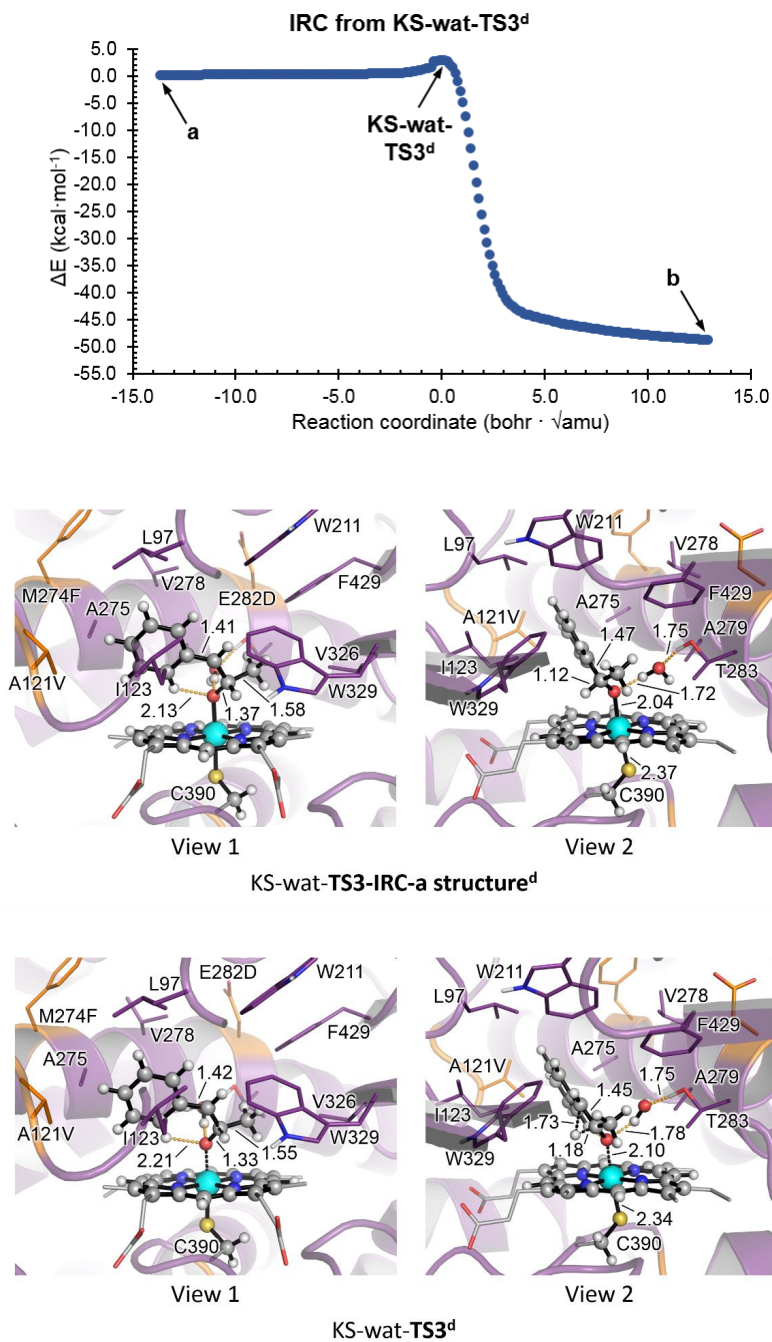 IRC from KS-wat-TS3ᵈ
5.0
0.0
-5.0
-10.0
-15.0
-20.0
-25.0
-30.0
-35.0
-40.0
-45.0
-50.0
-55.0
ΔE (kcal·mol⁻¹)
a
KS-wat-
TS3ᵈ
b
-15.0 -10.0 -5.0 0.0 5.0 10.0 15.0
Reaction coordinate (bohr · √amu)
W211
L97
V278
E282D
M274F
F429
A275
1.41
V326
A121V
I123
W329
2.13
1.37
1.58
C390
View 1
W211
L97
V278
F429
A275
A121V
1.47
1.75
A279
I123
T283
W329
1.12
1.72
2.04
2.37
C390
View 2
KS-wat-TS3-IRC-a structureᵈ
E282D
W211
L97
M274F
V278
F429
A275
1.42
V326
A121V
I123
W329
2.21
1.33
1.55
C390
View 1
W211
L97
V278
F429
A275
A121V
1.45
1.75
A279
I123
1.73
T283
W329
1.18
1.78
2.10
2.34
C390
View 2
KS-wat-TS3ᵈ